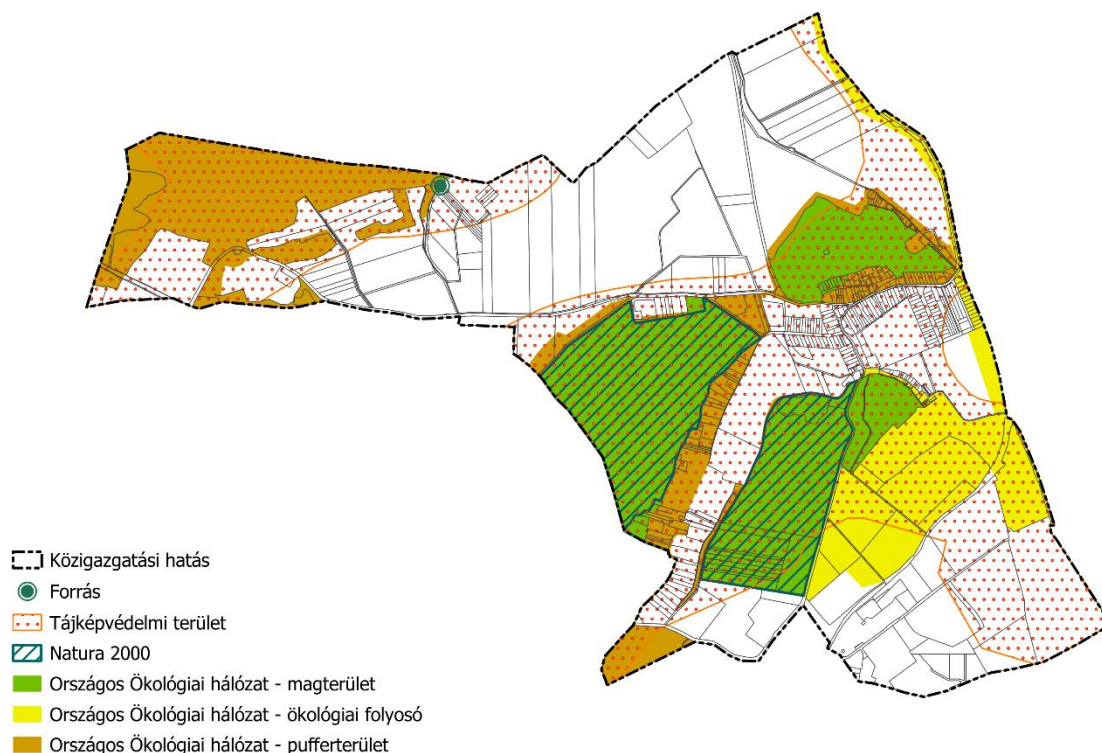 Közigazgatási hatás
Forrás
Tájképvédelmi terület
Natura 2000
Országos Ökológiai hálózat - magterület
Országos Ökológiai hálózat - ökológiai folyosó
Országos Ökológiai hálózat - pufferterület